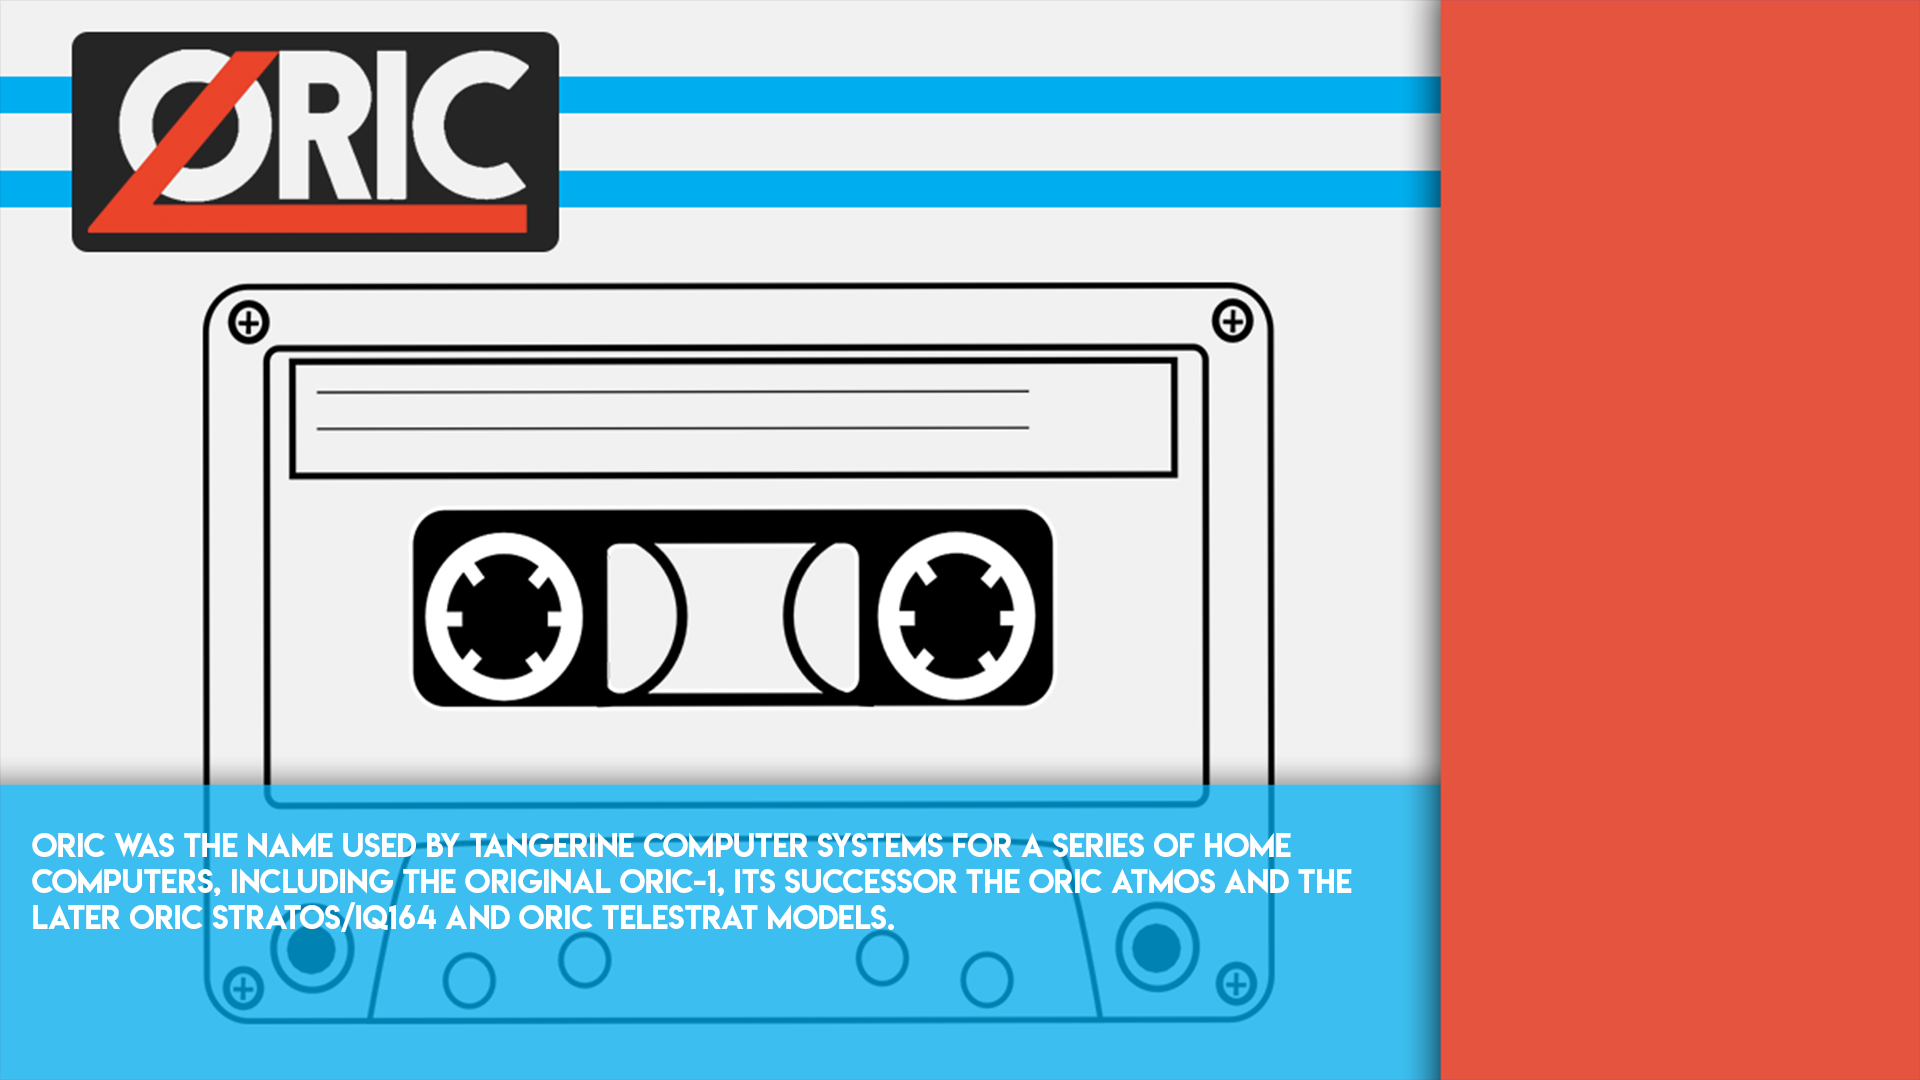 ORIC
ORIC WAS THE NAME USED BY TANGERINE COMPUTER SYSTEMS FOR A SERIES OF HOME
COMPUTERS, INCLUDING THE ORIGINAL ORIC-1, ITS SUCCESSOR THE ORIC ATMOS AND THE
LATER ORIC STRATOS/IQ164 AND ORIC TELESTRAT MODELS.